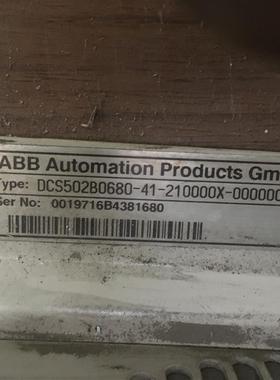 ABB Automation Products Gm
Type: DCS502B0680-41-210000X-000000
Ser No: 0019716B4381680